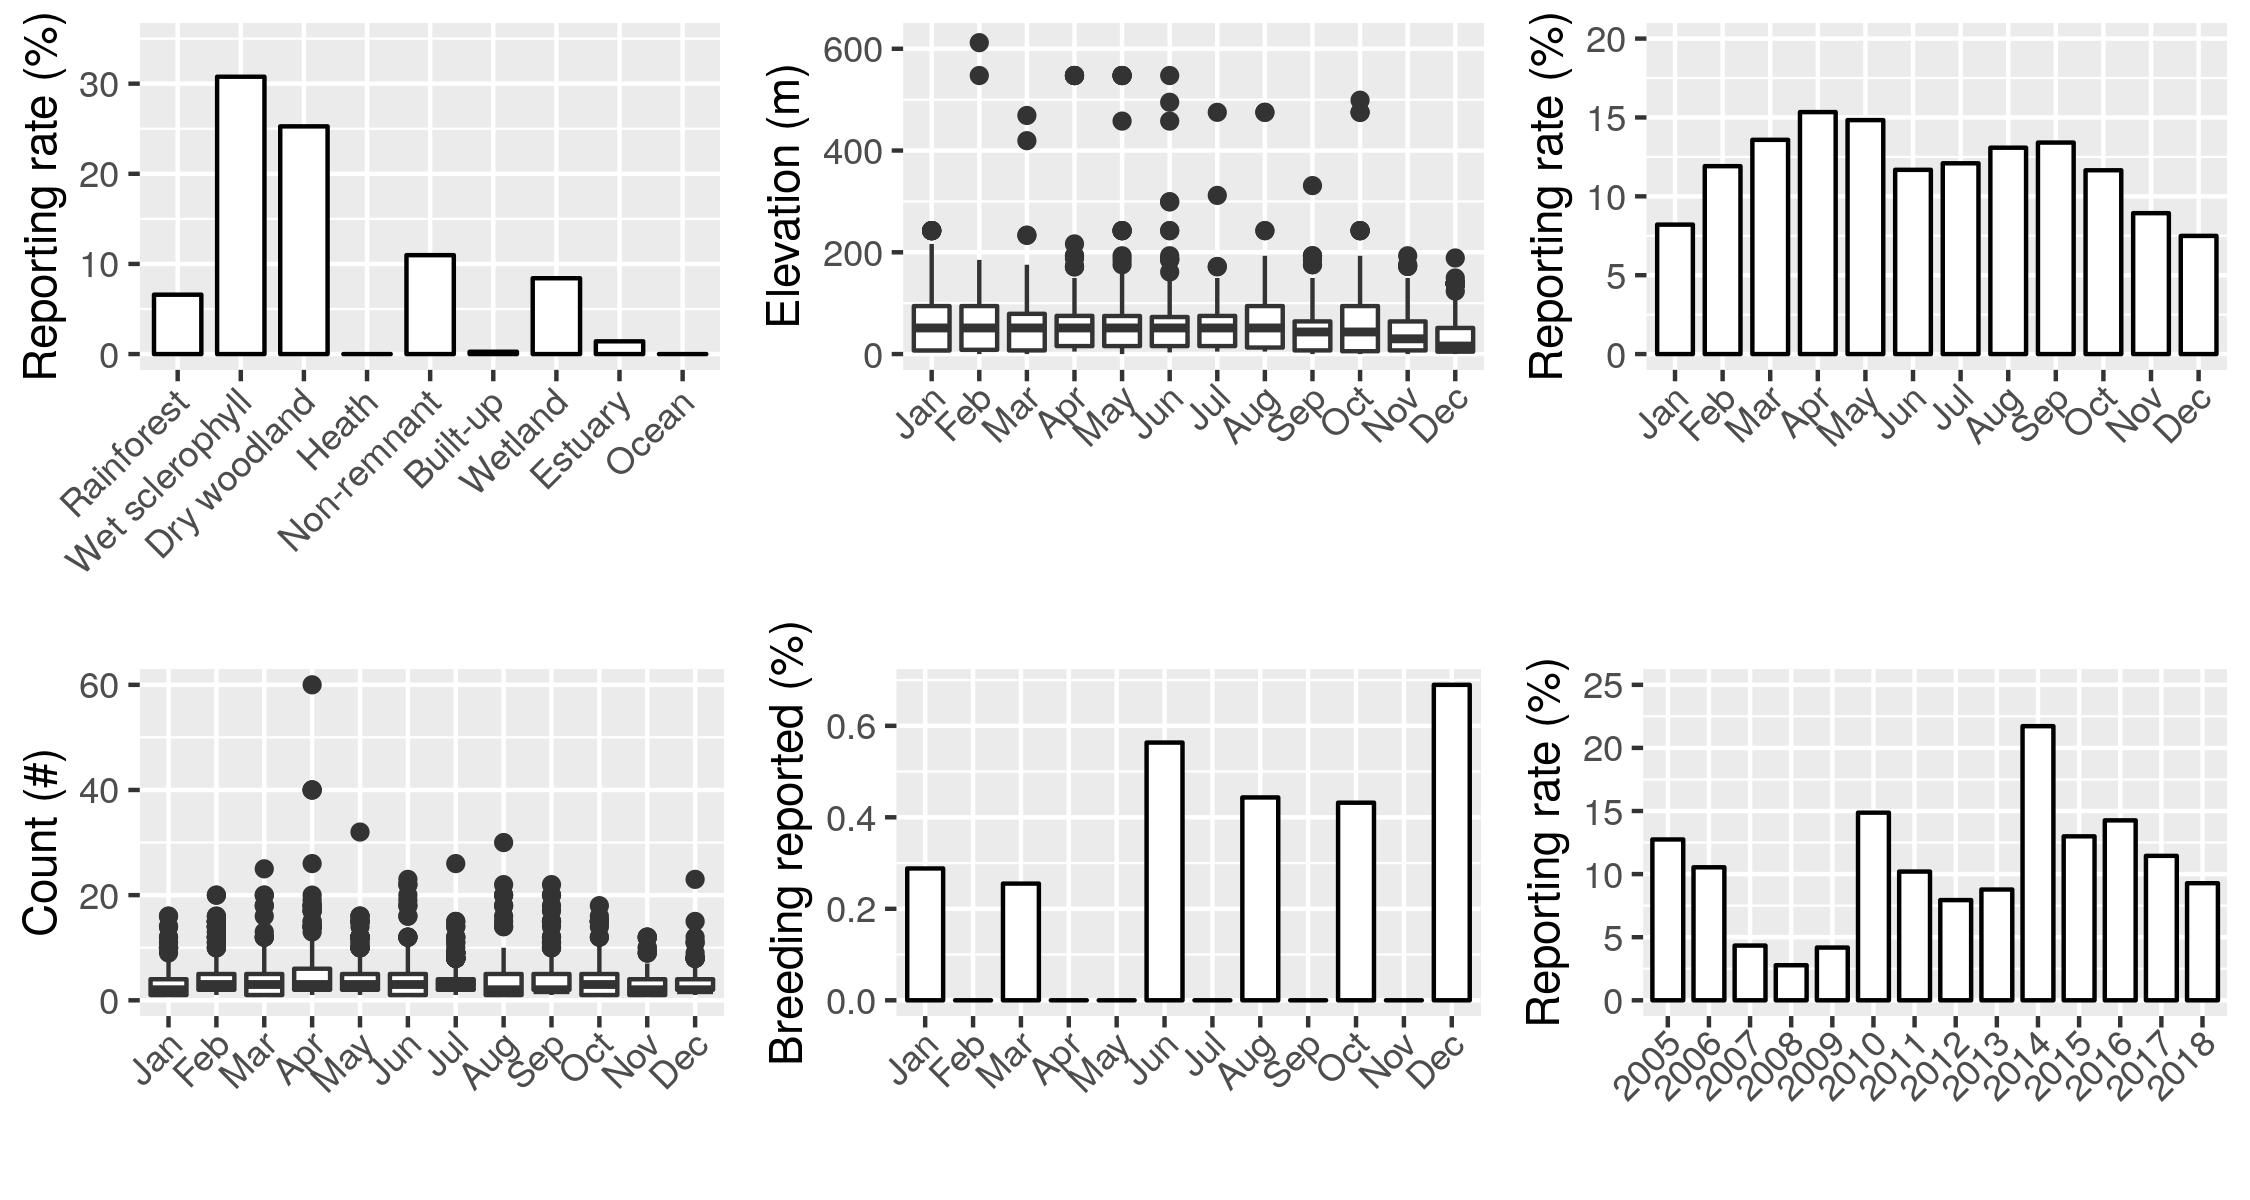 Reporting rate (%)
30
20
10
0
Rainforest
Wet sclerophyll
Dry woodland
Heath
Non-remnant
Built-up
Wetland
Estuary
Ocean
Elevation (m)
600
400
200
0
Jan
Feb
Mar
Apr
May
Jun
Jul
Aug
Sep
Oct
Nov
Dec
Reporting rate (%)
20
15
10
5
0
Jan
Feb
Mar
Apr
May
Jun
Jul
Aug
Sep
Oct
Nov
Dec
Count (#)
60
40
20
0
Jan
Feb
Mar
Apr
May
Jun
Jul
Aug
Sep
Oct
Nov
Dec
Breeding reported (%)
0.6
0.4
0.2
0.0
Jan
Feb
Mar
Apr
May
Jun
Jul
Aug
Sep
Oct
Nov
Dec
Reporting rate (%)
25
20
15
10
5
0
2005
2006
2007
2008
2009
2010
2011
2012
2013
2014
2015
2016
2017
2018